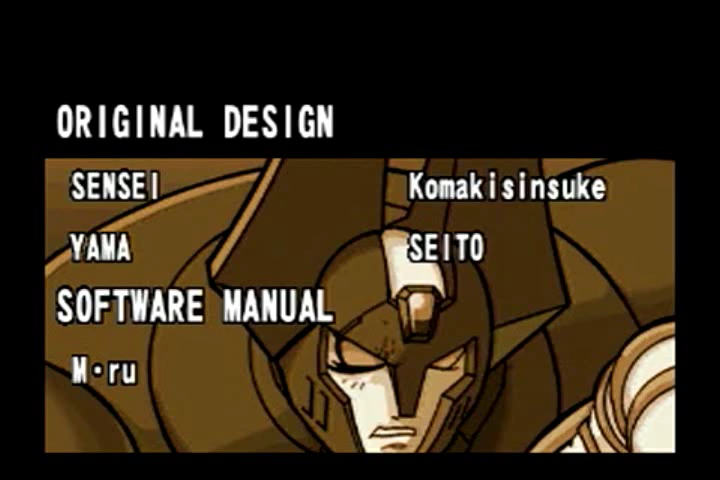 ORIGINAL DESIGN
SENSEI Komakisinsuke
YAMA SEITO
SOFTWARE MANUAL
M·ru